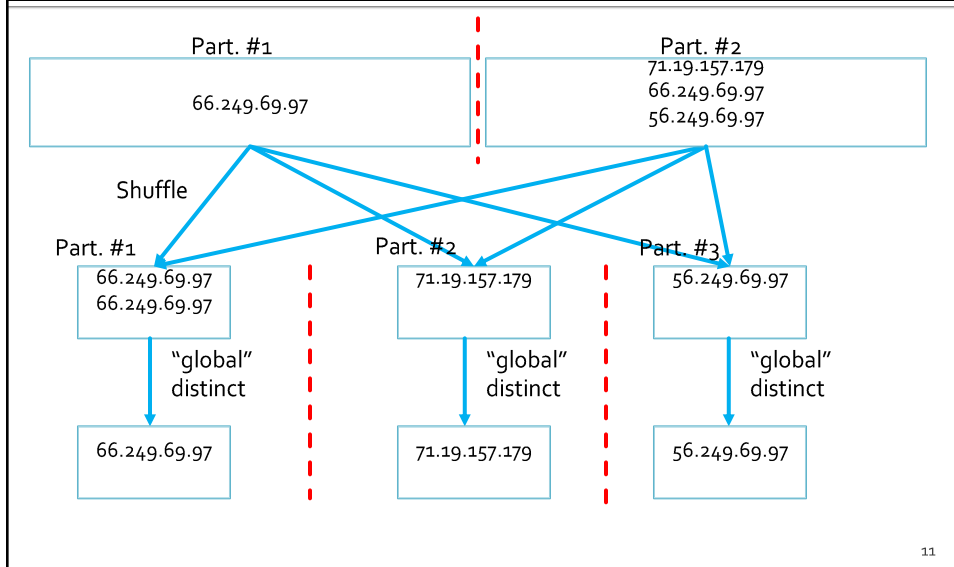 Part. #1
Part. #2
66.249.69.97
71.19.157.179
66.249.69.97
56.249.69.97
Shuffle
Part. #1
Part. #2
Part. #3
66.249.69.97
66.249.69.97
71.19.157.179
56.249.69.97
“global”
distinct
“global”
distinct
“global”
distinct
66.249.69.97
71.19.157.179
56.249.69.97
11